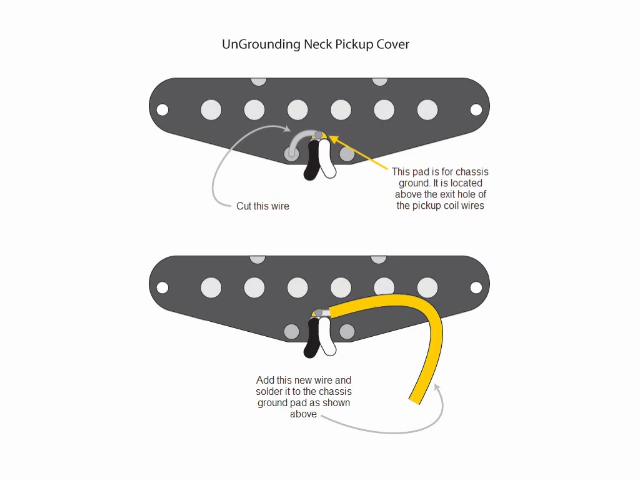 UnGrounding Neck Pickup Cover
This pad is for chassis
ground. It is located
above the exit hole of
the pickup coil wires
Cut this wire
Add this new wire and
solder it to the chassis
ground pad as shown
above